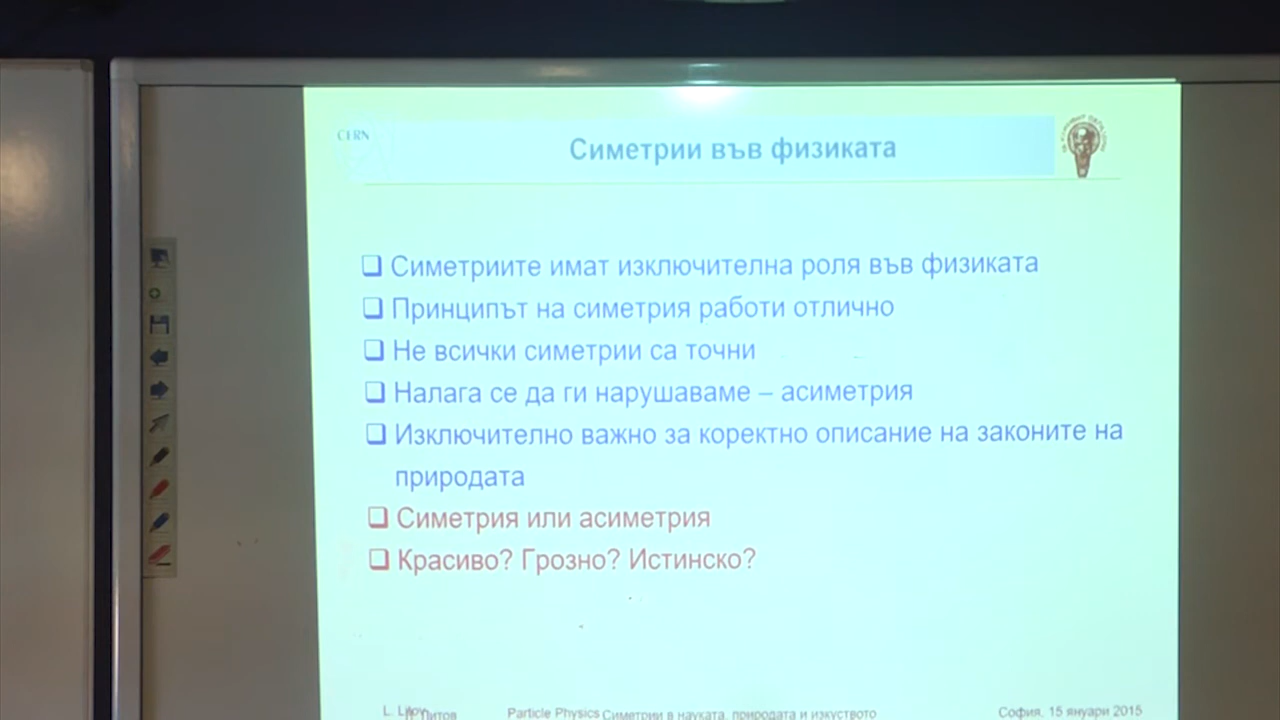 CERN
Симетрии във физиката
Симетриите имат изключителна роля във физиката
Принципът на симетрия работи отлично
Не всички симетрии са точни
Налага се да ги нарушаваме – асиметрия
Изключително важно за коректно описание на законите на
природата
Симетрия или асиметрия
Красиво? Грозно? Истинско?
L. Litov Particle Physics Симетрии в науката, природата и изкуството София, 15 януари 2015